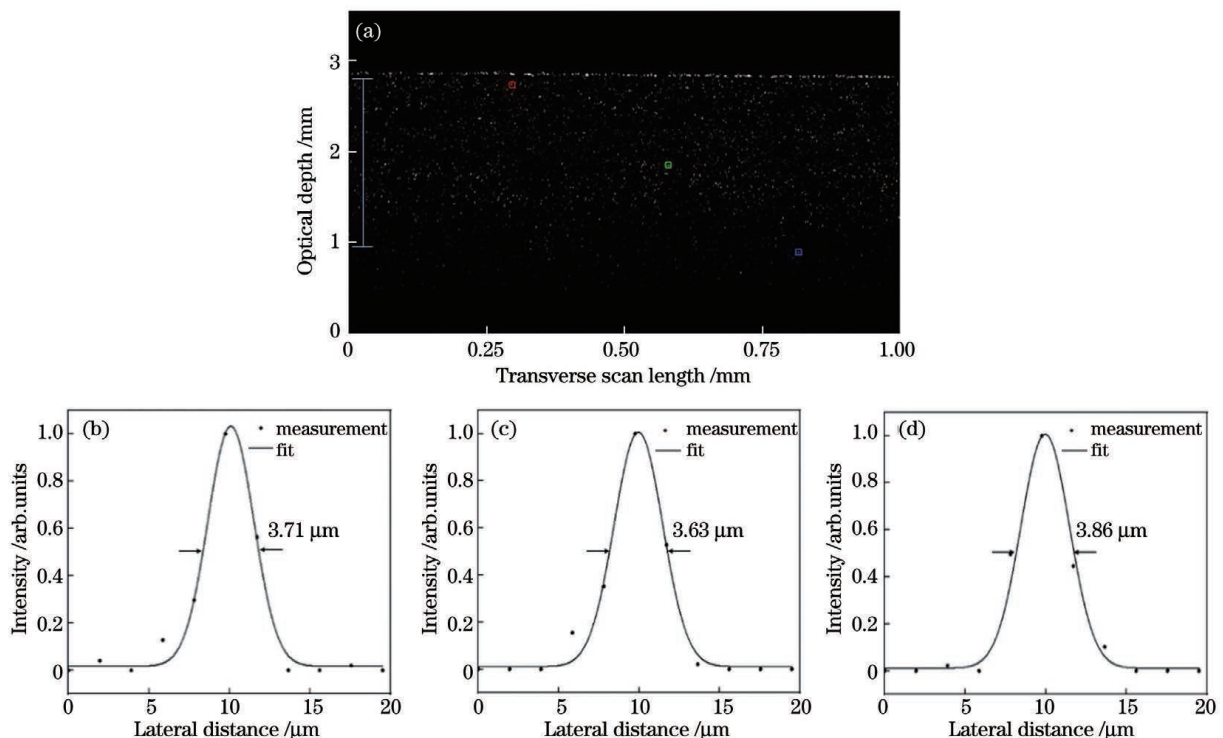 (a)
3
2
1
0
Optical depth /mm
0 0.25 0.50 0.75 1.00
Transverse scan length /mm
(b)
measurement
fit
3.71 μm
1.0
0.8
0.6
0.4
0.2
0
Intensity /arb.units
0 5 10 15 20
Lateral distance /μm
(c)
measurement
fit
3.63 μm
1.0
0.8
0.6
0.4
0.2
0
Intensity /arb.units
0 5 10 15 20
Lateral distance /μm
(d)
measurement
fit
3.86 μm
1.0
0.8
0.6
0.4
0.2
0
Intensity /arb.units
0 5 10 15 20
Lateral distance /μm